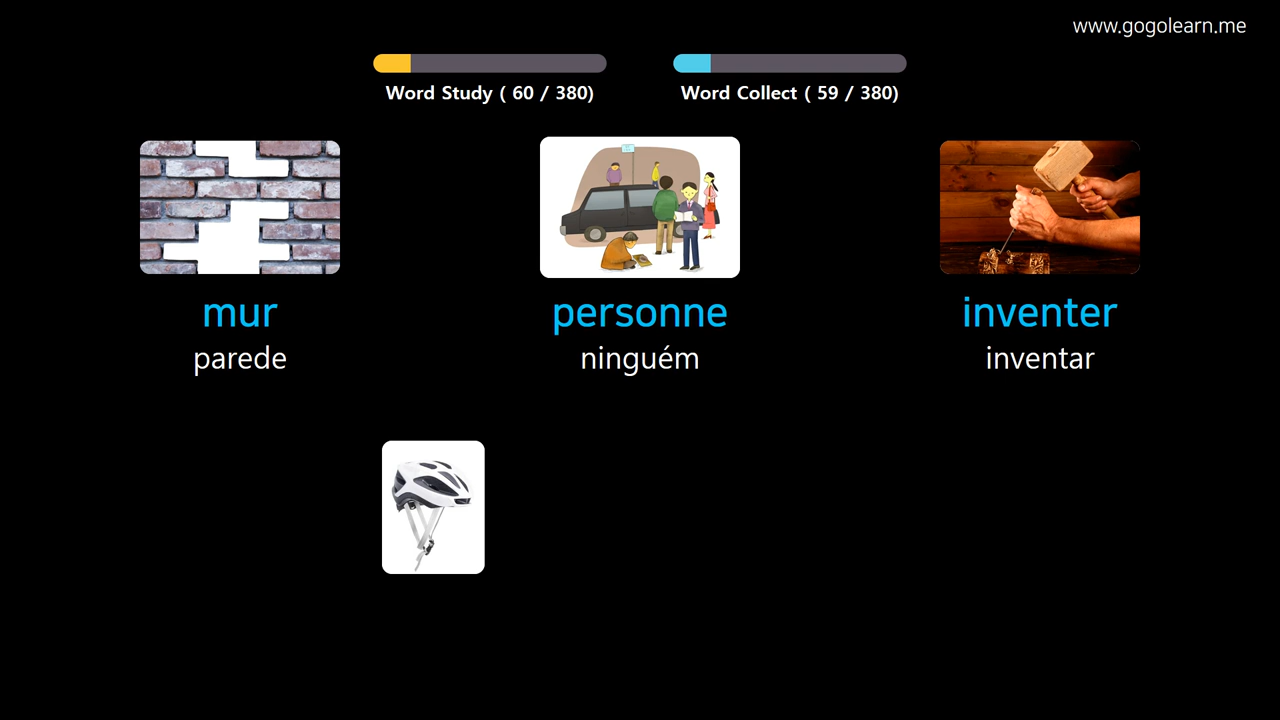 www.gogolearn.me
Word Study ( 60 / 380)
Word Collect ( 59 / 380)
mur
parede
personne
ninguém
inventer
inventar